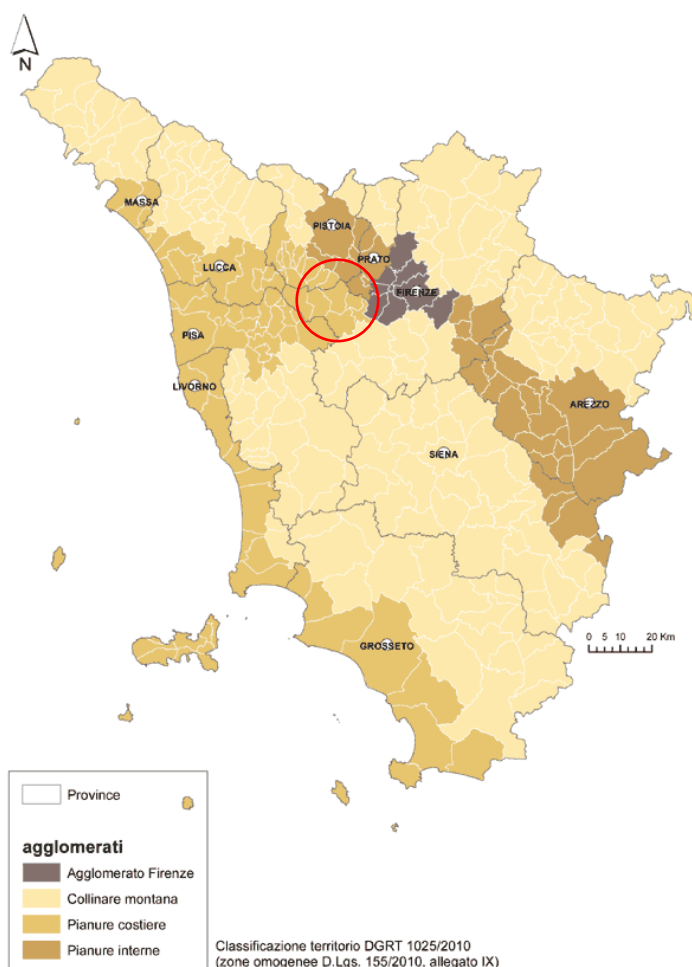 N
MASSA
PISTOIA
PRATO
LUCCA
FIRENZE
PISA
LIVORNO
AREZZO
SIENA
0 5 10 20 Km
GROSSETO
Province
agglomerati
Agglomerato Firenze
Collinare montana
Pianure costiere
Pianure interne
Classificazione territorio DGRT 1025/2010
(zone omogenee D.Lgs. 155/2010, allegato IX)